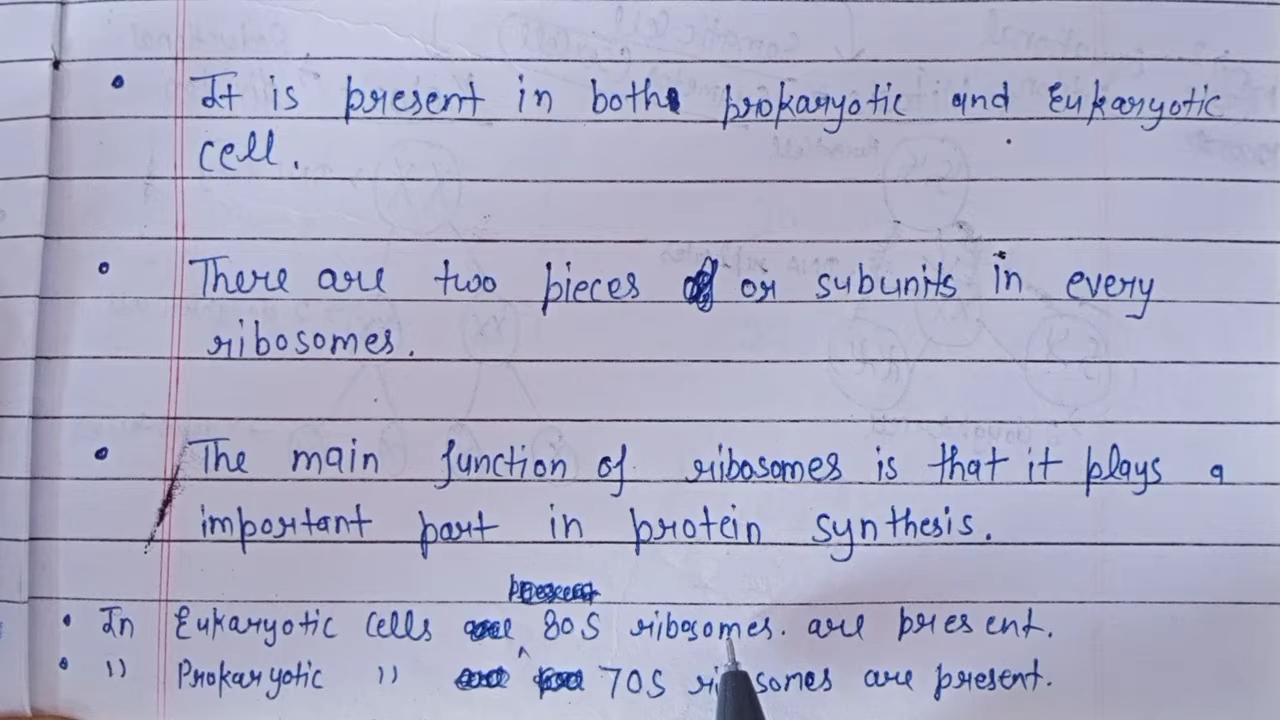 • It is present in both prokaryotic and Eukaryotic
cell.
• There are two pieces or subunits in every
ribosomes.
• The main function of ribosomes is that it plays a
important part in protein synthesis.
• In Eukaryotic cells 80S ribosomes. are present.
• " Prokaryotic " 70S ribosomes are present.